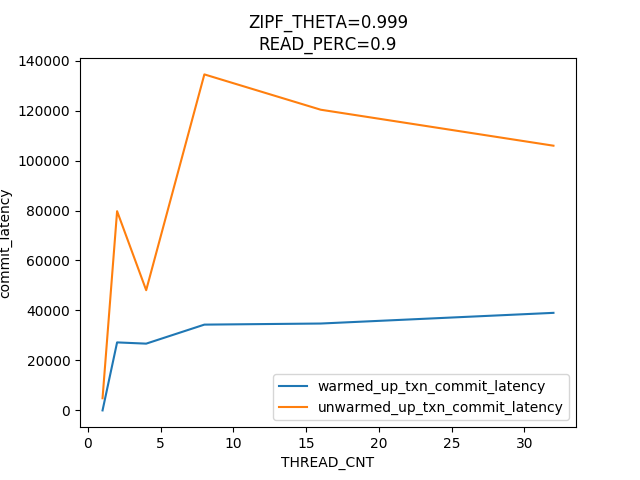 ZIPF_THETA=0.999
READ_PERC=0.9
140000
120000
100000
80000
60000
40000
20000
0
commit_latency
0
5
10
15
20
25
30
THREAD_CNT
warmed_up_txn_commit_latency
unwarmed_up_txn_commit_latency